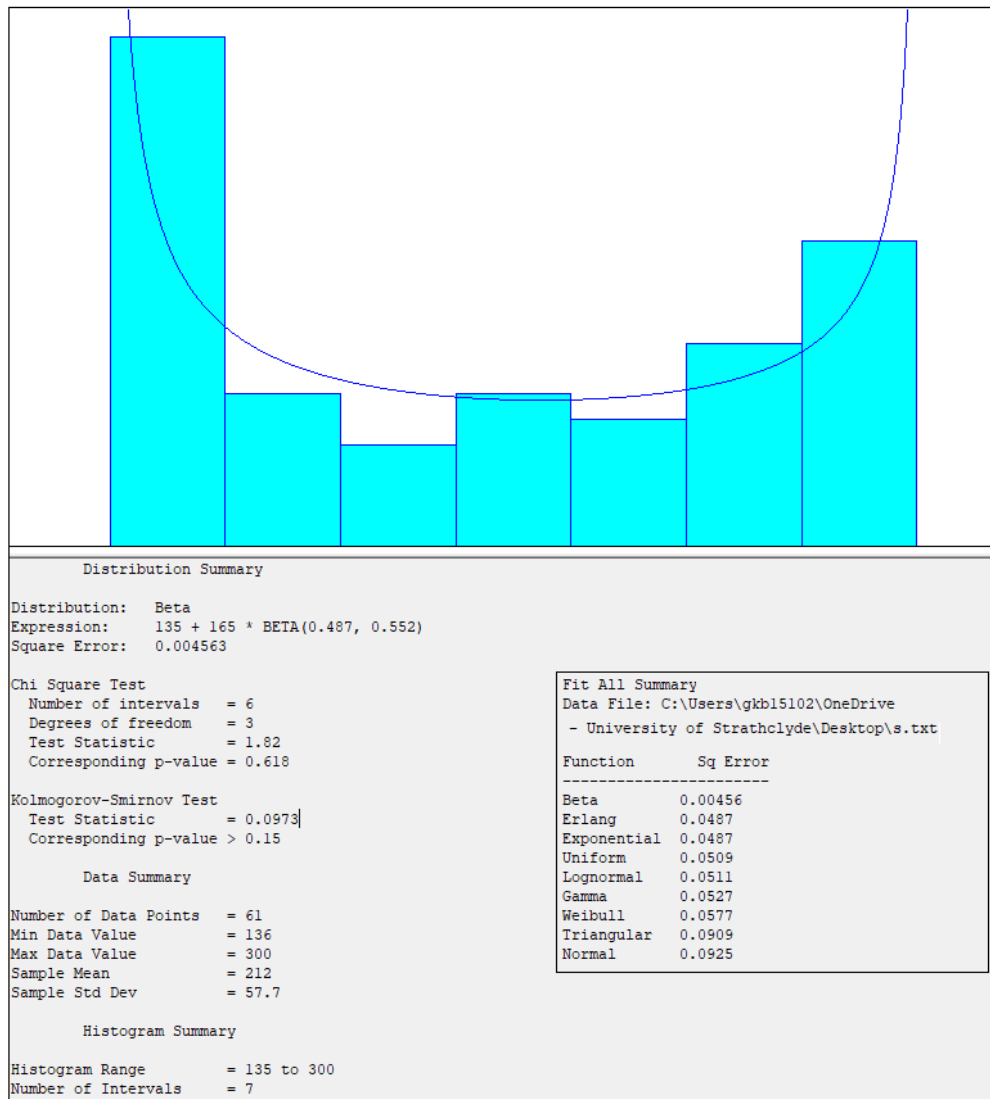 Distribution Summary
Distribution: Beta
Expression: 135 + 165 * BETA(0.487, 0.552)
Square Error: 0.004563
Chi Square Test
Number of intervals = 6
Degrees of freedom = 3
Test Statistic = 1.82
Corresponding p-value = 0.618
Kolmogorov-Smirnov Test
Test Statistic = 0.0973
Corresponding p-value > 0.15
Data Summary
Number of Data Points = 61
Min Data Value = 136
Max Data Value = 300
Sample Mean = 212
Sample Std Dev = 57.7
Histogram Summary
Histogram Range = 135 to 300
Number of Intervals = 7
Fit All Summary
Data File: C:\Users\gkb15102\OneDrive
- University of Strathclyde\Desktop\s.txt
Function Sq Error
------------------------
Beta 0.00456
Erlang 0.0487
Exponential 0.0487
Uniform 0.0509
Lognormal 0.0511
Gamma 0.0527
Weibull 0.0577
Triangular 0.0909
Normal 0.0925